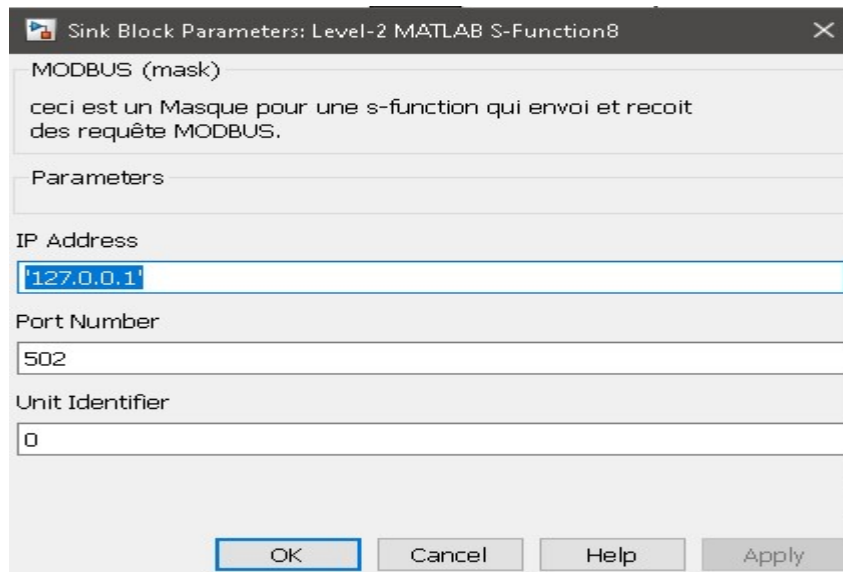 Sink Block Parameters: Level-2 MATLAB S-Function8
MODBUS (mask)
ceci est un Masque pour une s-function qui envoi et recoit
des requête MODBUS.
Parameters
IP Address
'127.0.0.1'
Port Number
502
Unit Identifier
0
OK Cancel Help Apply